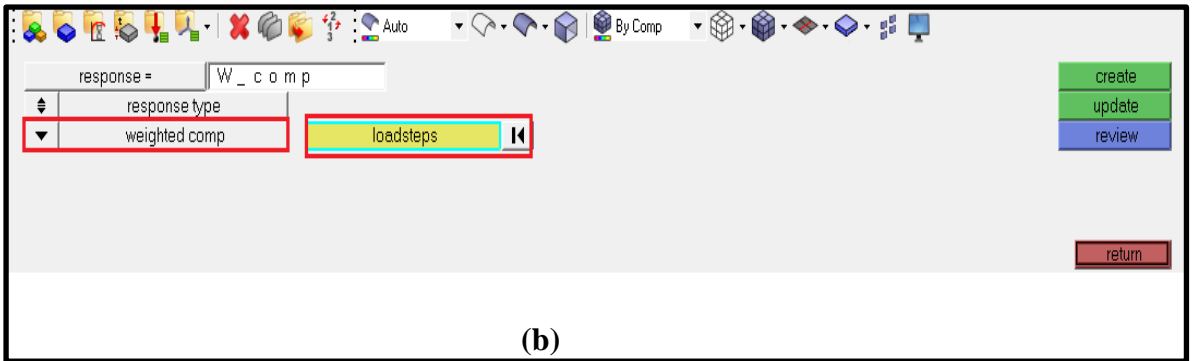 Auto By Comp
response = W_comp create
response type update
weighted comp loadsteps review
return
(b)